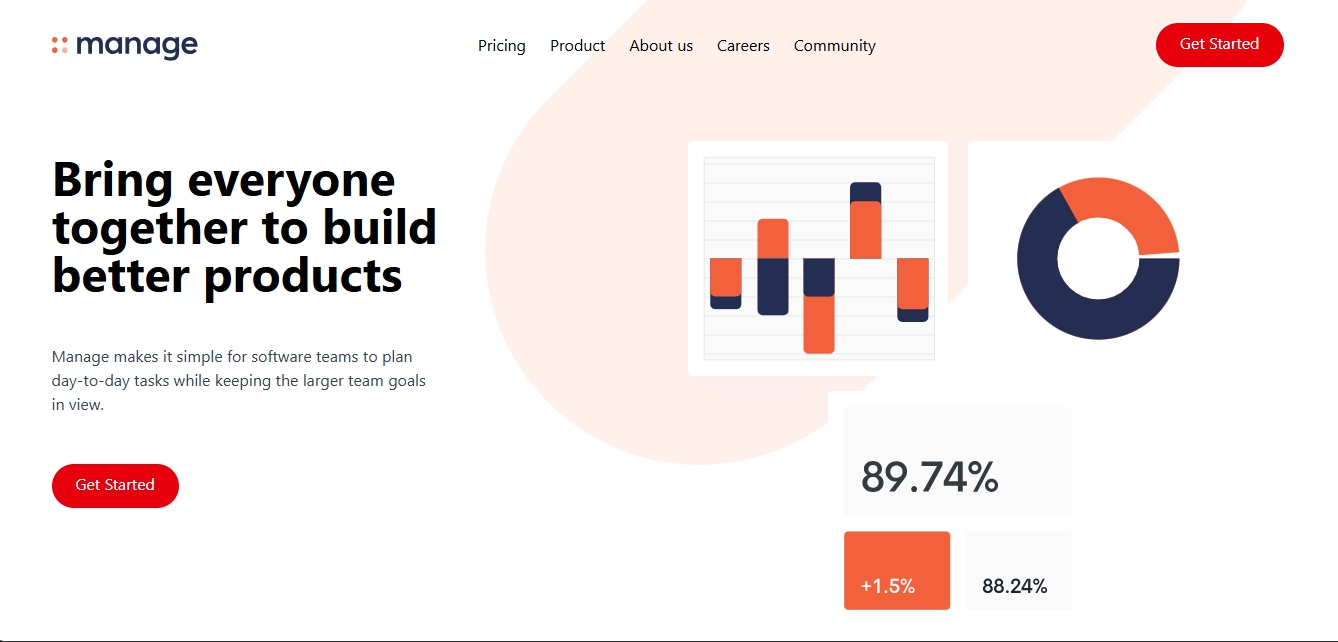 manage
Pricing
Product
About us
Careers
Community
Get Started
Bring everyone
together to build
better products
Manage makes it simple for software teams to plan
day-to-day tasks while keeping the larger team goals
in view.
Get Started
89.74%
+1.5%
88.24%